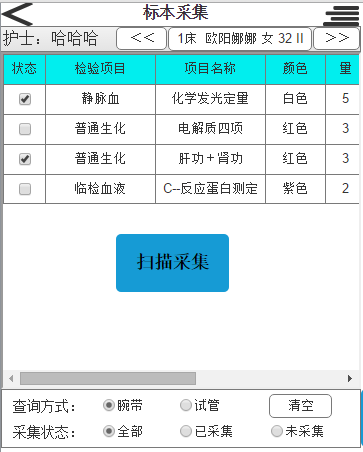 标本采集
护士：哈哈哈 << 1床 欧阳娜娜 女 32 II >>
状态 检验项目 项目名称 颜色 量
静脉血 化学发光定量 白色 5
普通生化 电解质四项 红色 3
普通生化 肝功＋肾功 红色 3
临检血液 C--反应蛋白测定 紫色 2
扫描采集
查询方式： 腕带 试管 清空
采集状态： 全部 已采集 未采集